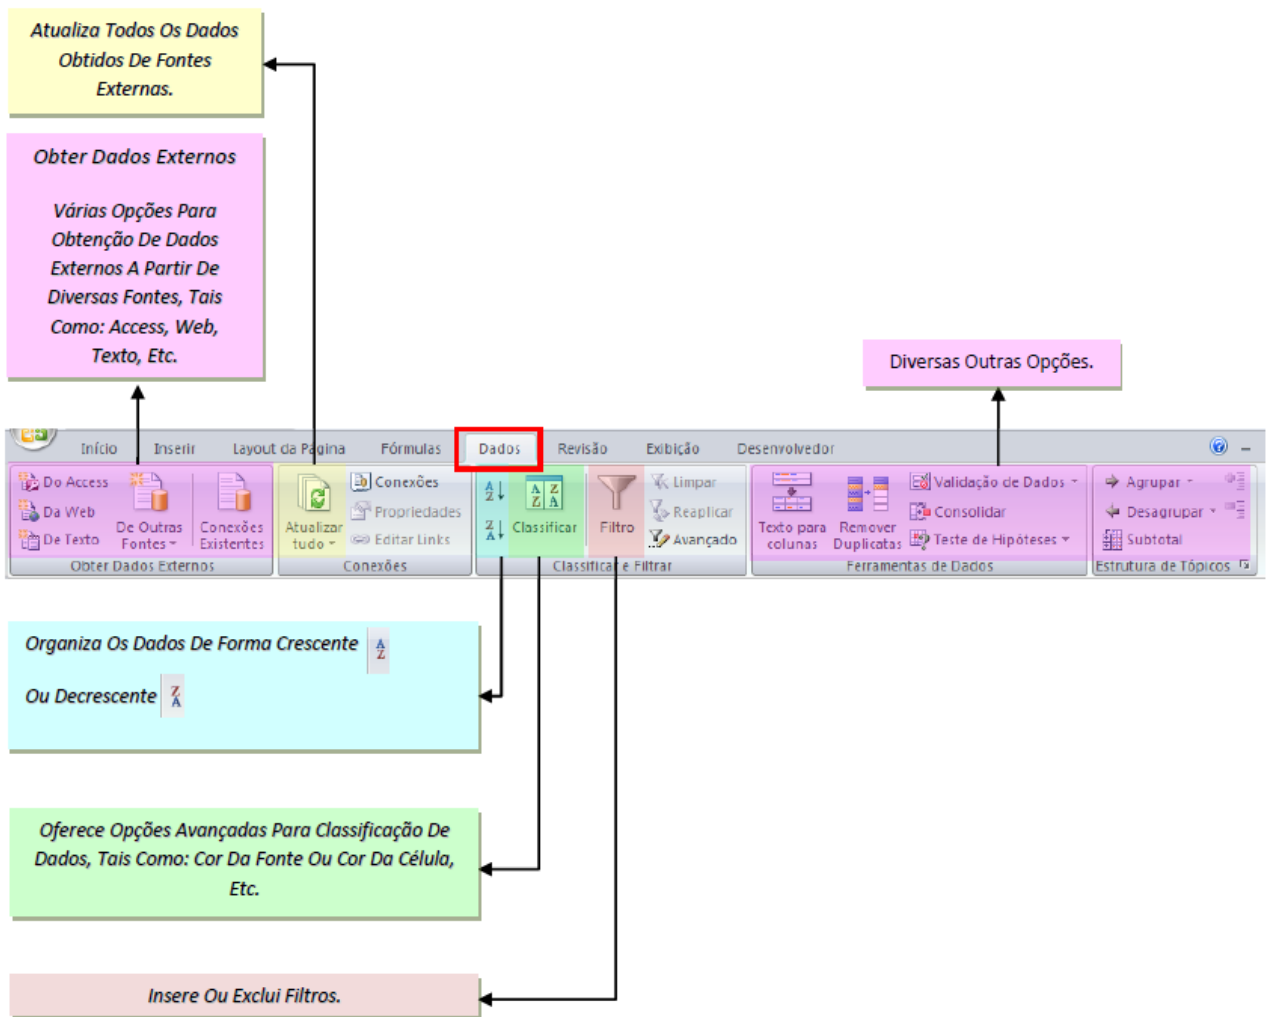 Atualiza Todos Os Dados
Obtidos De Fontes
Externas.
Obter Dados Externos
Várias Opções Para
Obtenção De Dados
Externos A Partir De
Diversas Fontes, Tais
Como: Access, Web,
Texto, Etc.
Diversas Outras Opções.
Início Inserir Layout da Página Fórmulas Dados Revisão Exibição Desenvolvedor
Do Access
Da Web
De Texto
De Outras
Fontes
Conexões
Existentes
Obter Dados Externos
Atualizar
tudo
Conexões
Propriedades
Editar Links
Conexões
A
Z
Z
A
A Z
Z A
Classificar
Filtro
Limpar
Reaplicar
Avançado
Classificar e Filtrar
Texto para
colunas
Remover
Duplicatas
Validação de Dados
Consolidar
Teste de Hipóteses
Ferramentas de Dados
Agrupar
Desagrupar
Subtotal
Estrutura de Tópicos
Organiza Os Dados De Forma Crescente A
Z
Ou Decrescente Z
A
Oferece Opções Avançadas Para Classificação De
Dados, Tais Como: Cor Da Fonte Ou Cor Da Célula,
Etc.
Insere Ou Exclui Filtros.